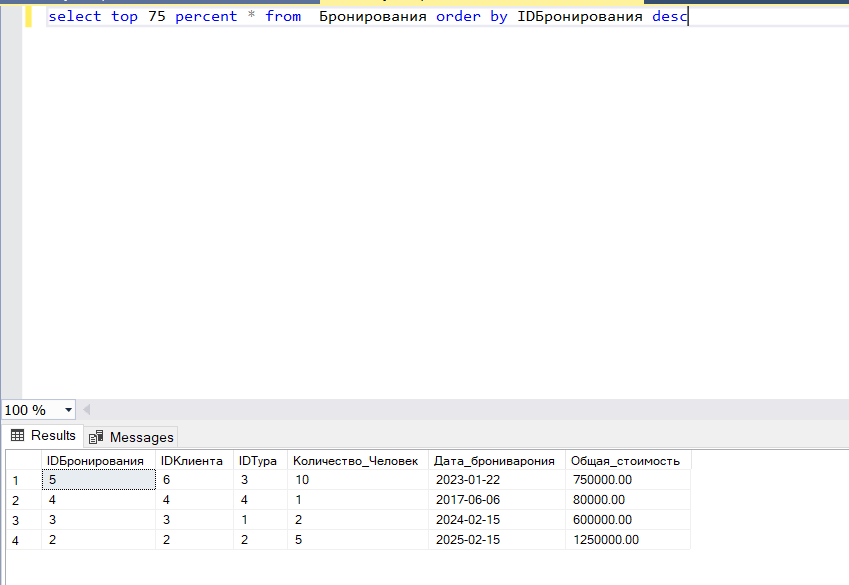 select top 75 percent * from  Бронирования order by IDБронирования desc
100 %
Results Messages
IDБронирования IDКлиента IDТура Количество_Человек Дата_брониварония Общая_стоимость
1 5 6 3 10 2023-01-22 750000.00
2 4 4 4 1 2017-06-06 80000.00
3 3 3 1 2 2024-02-15 600000.00
4 2 2 2 5 2025-02-15 1250000.00